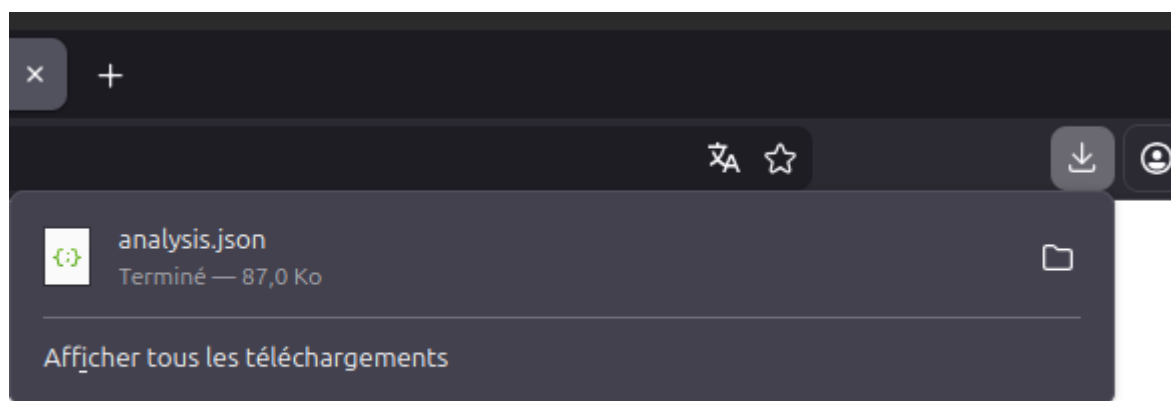 analysis.json
Terminé — 87,0 Ko
Afficher tous les téléchargements